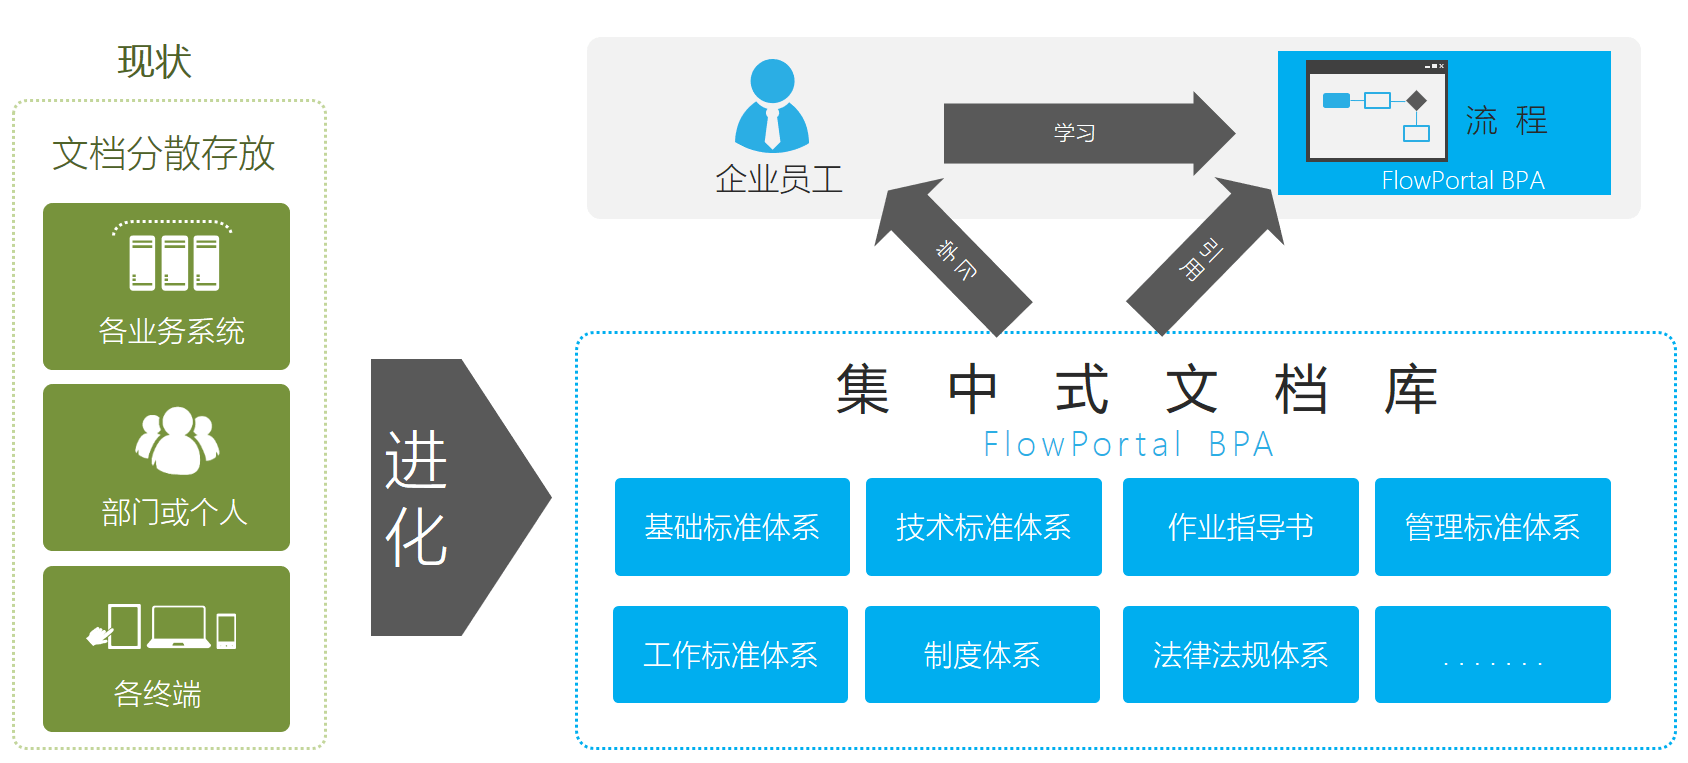 现状
文档分散存放
各业务系统
部门或个人
各终端
进化
企业员工
学习
流 程
FlowPortal BPA
学习
引用
集中式文档库
FlowPortal BPA
基础标准体系
技术标准体系
作业指导书
管理标准体系
工作标准体系
制度体系
法律法规体系
.......